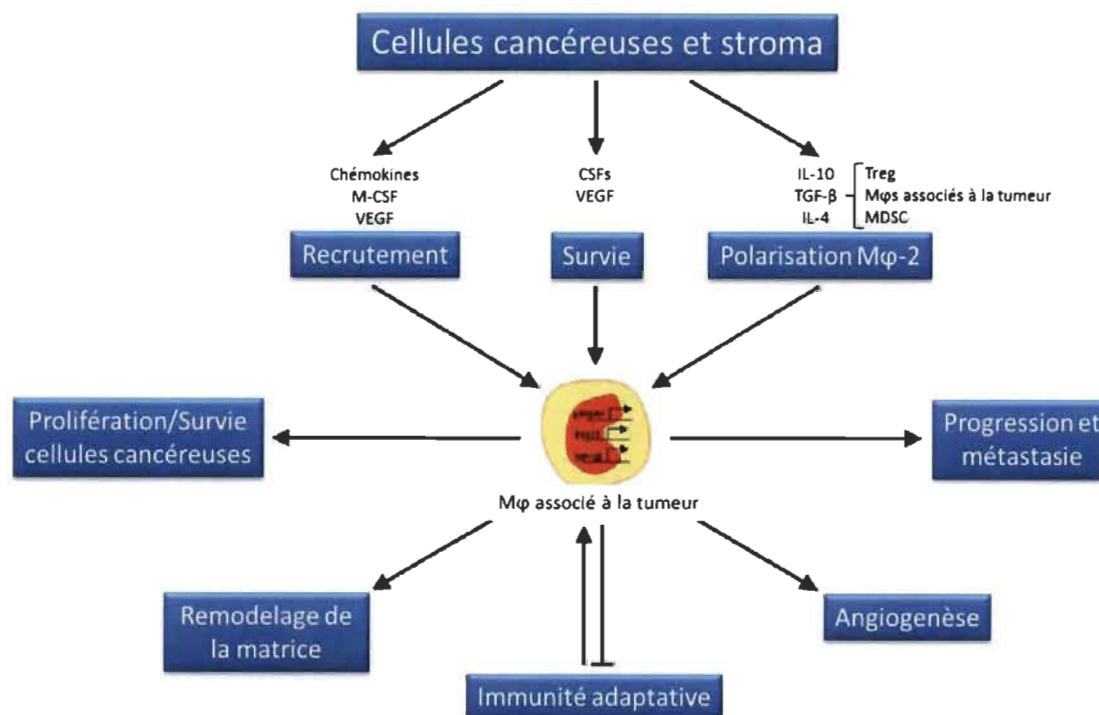 Cellules cancéreuses et stroma
Chémokines
M-CSF
VEGF
CSFs
VEGF
IL-10
TGF-β
IL-4
Treg
Mφs associés à la tumeur
MDSC
Recrutement
Survie
Polarisation Mφ-2
Prolifération/Survie
cellules cancéreuses
Progression et
métastasie
Mφ associé à la tumeur
Remodelage de
la matrice
Angiogenèse
Immunité adaptative